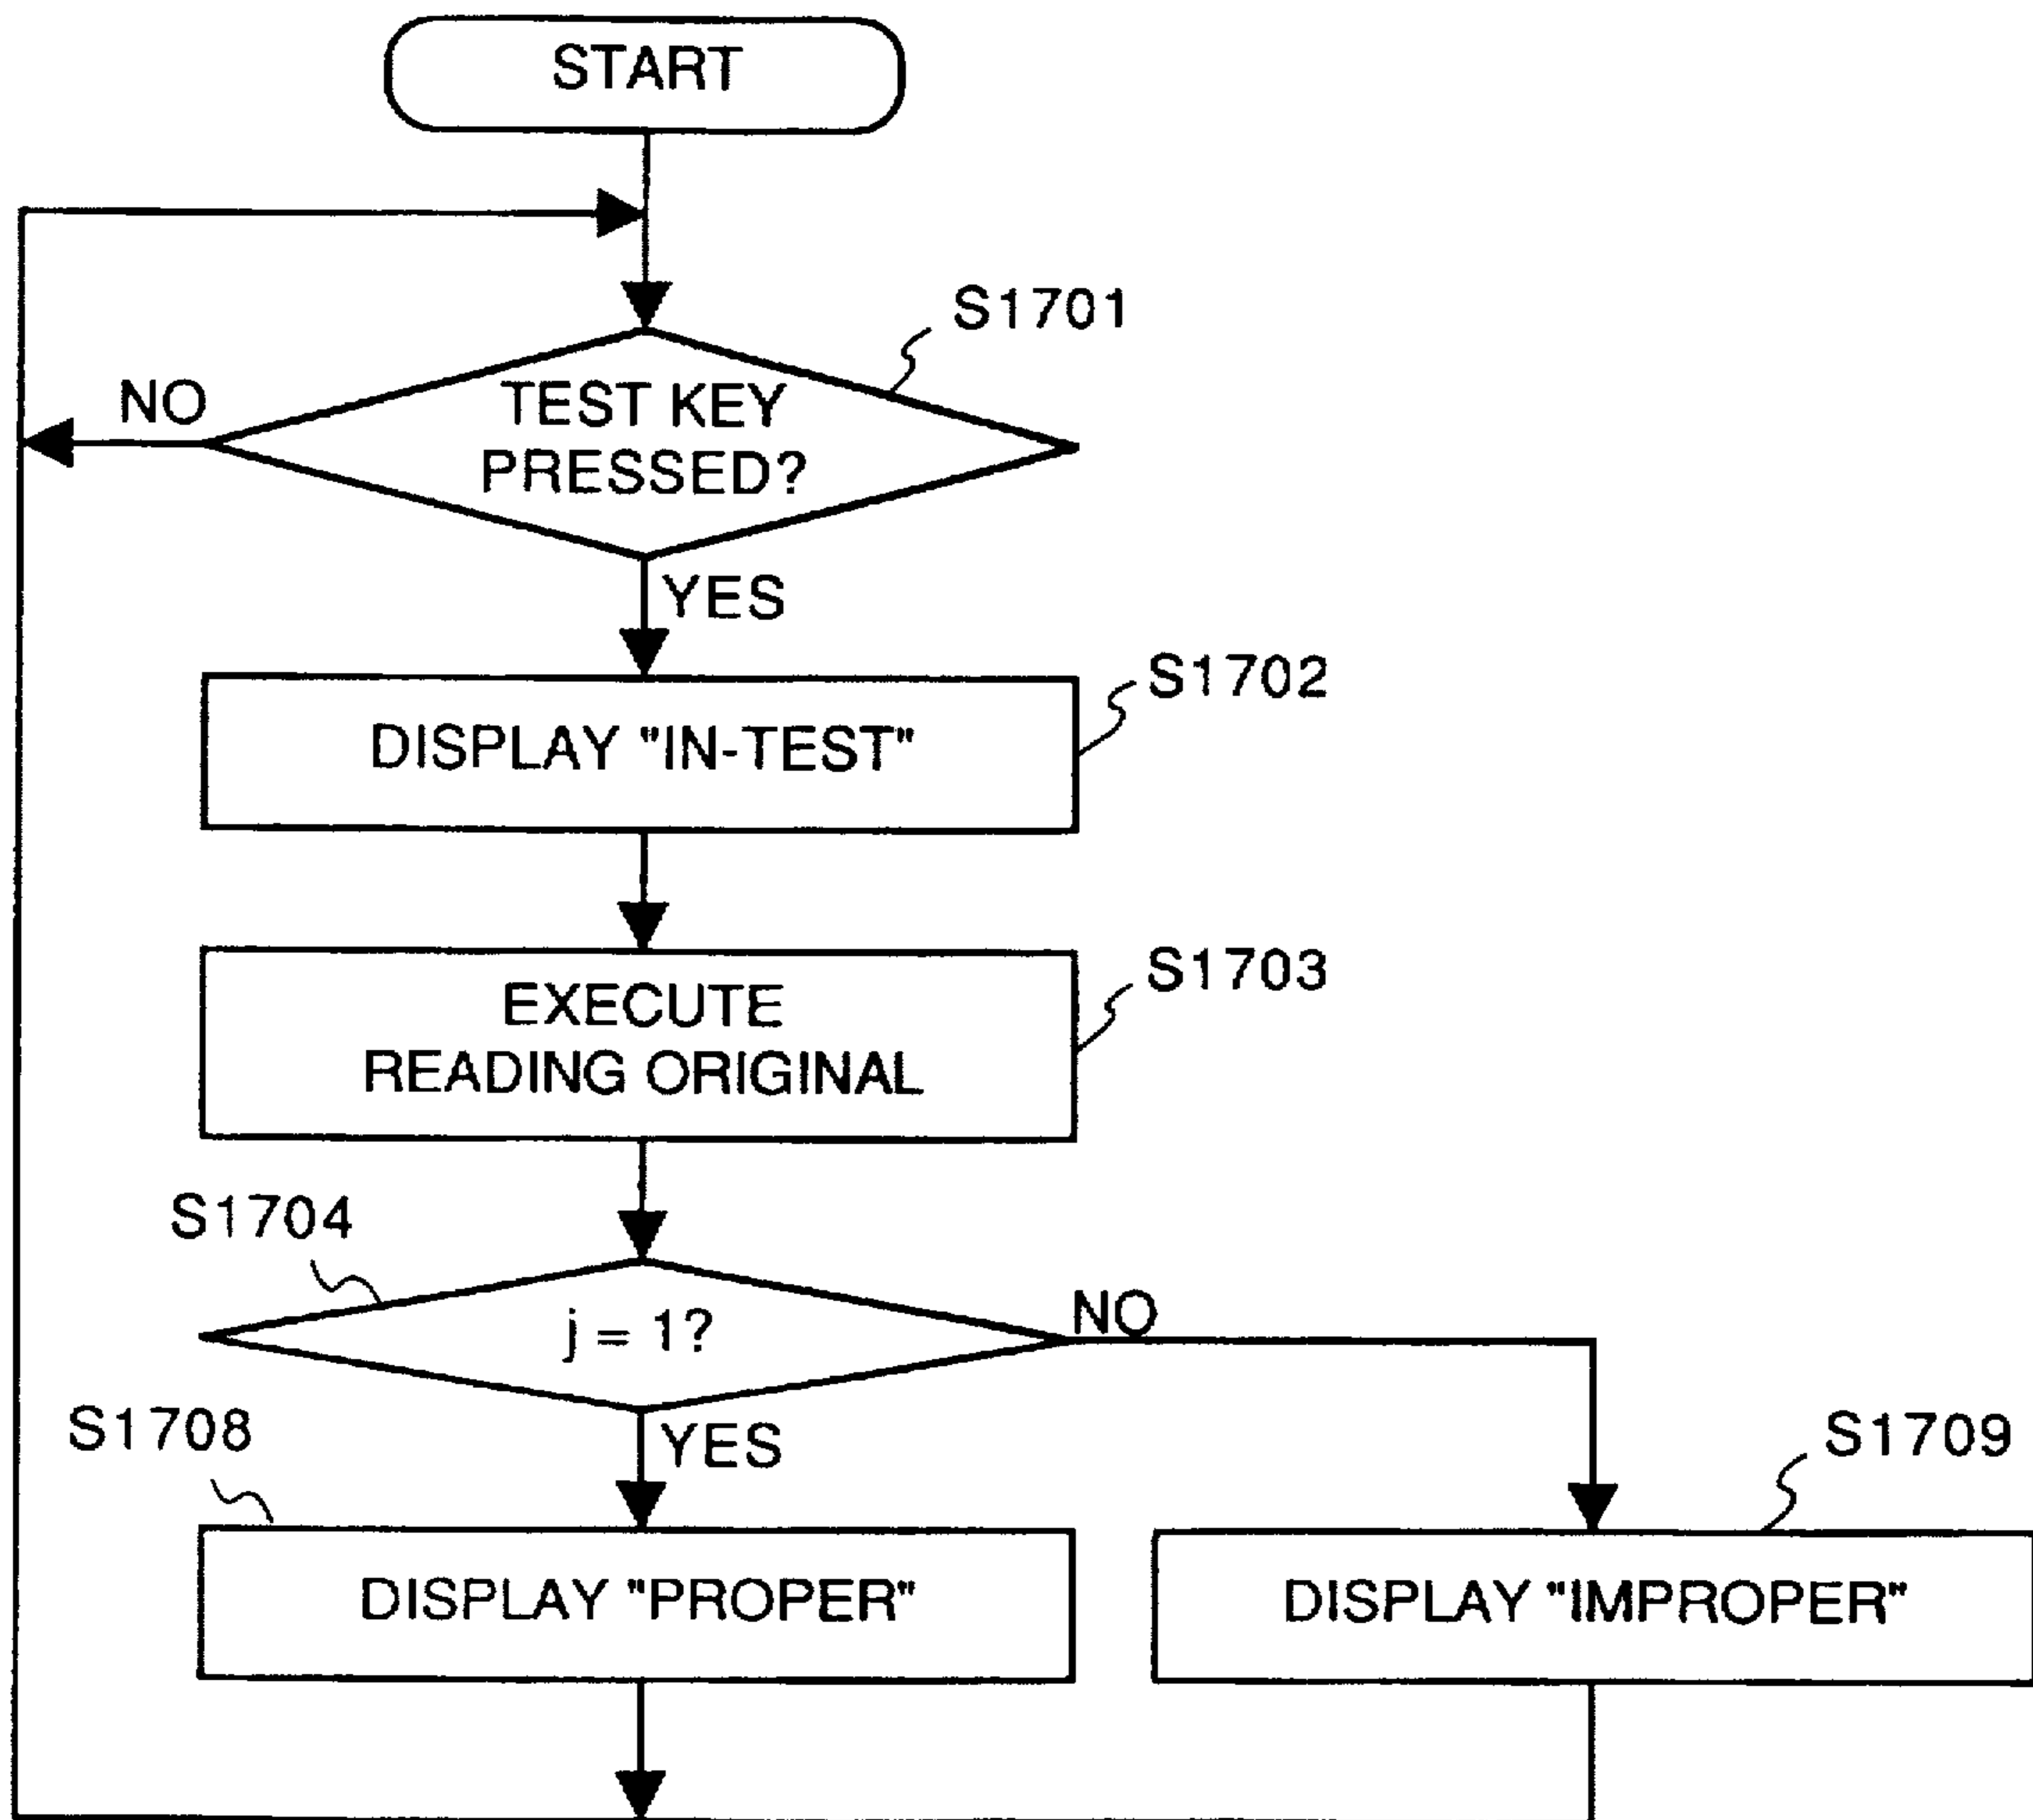 START
S1701
NO
TEST KEY
PRESSED?
YES
S1702
DISPLAY "IN-TEST"
S1703
EXECUTE
READING ORIGINAL
S1704
j = 1?
NO
S1708
YES
S1709
DISPLAY "PROPER"
DISPLAY "IMPROPER"